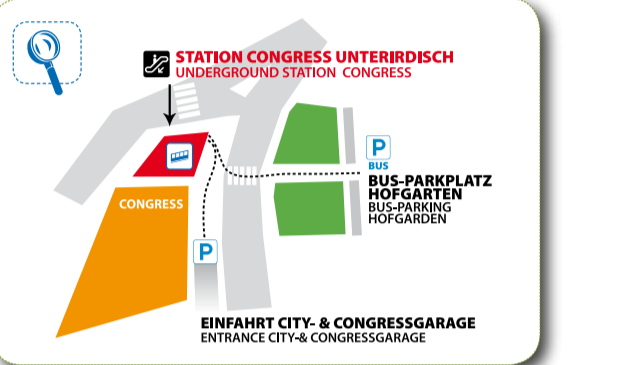 STATION CONGRESS UNTERIRDISCH
UNDERGROUND STATION CONGRESS
P
BUS
BUS-PARKPLATZ
HOFGARTEN
BUS-PARKING
HOFGARDEN
CONGRESS
P
EINFAHRT CITY- & CONGRESSGARAGE
ENTRANCE CITY-& CONGRESSGARAGE